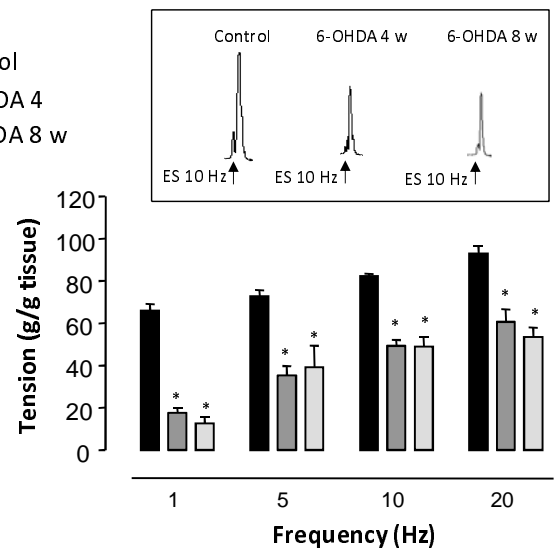 Control 6-OHDA 4 w 6-OHDA 8 w
ol
DA 4
DA 8 w
ES 10 Hz ES 10 Hz ES 10 Hz
120
100
80
60
40
20
0
Tension (g/g tissue)
* * * * * * * *
1 5 10 20
Frequency (Hz)